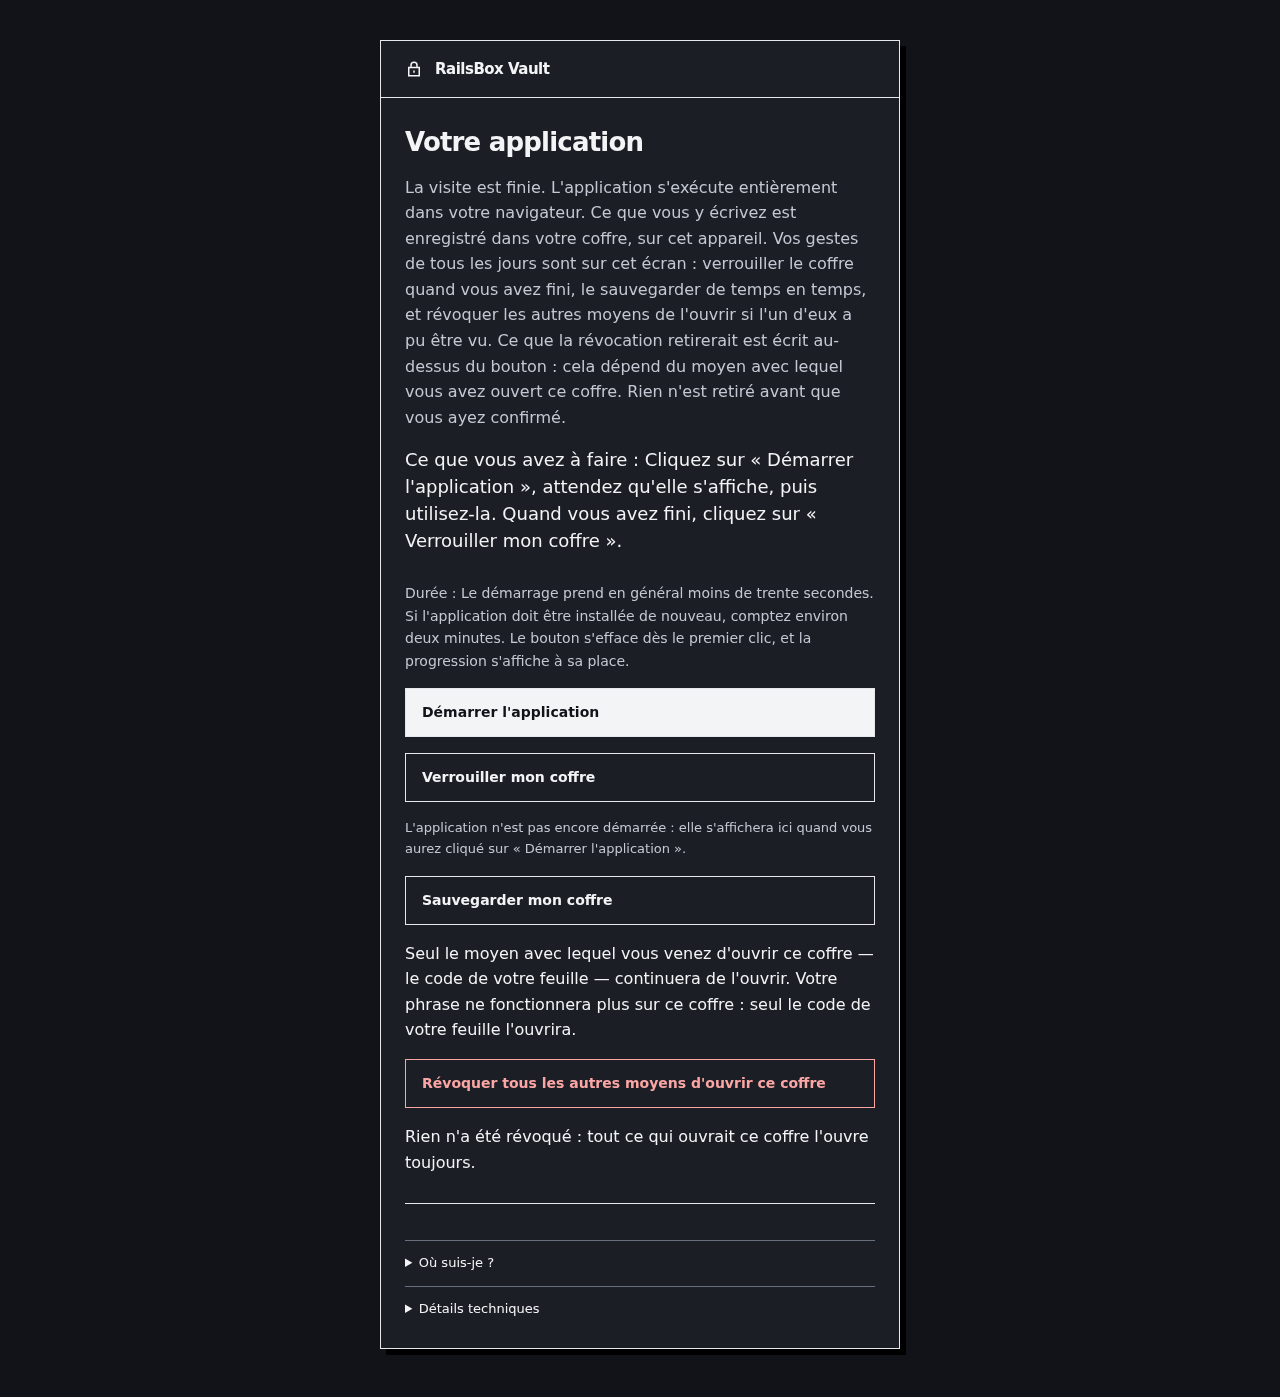 RailsBox Vault
Votre application
La visite est finie. L'application s'exécute entièrement
dans votre navigateur. Ce que vous y écrivez est
enregistré dans votre coffre, sur cet appareil. Vos gestes
de tous les jours sont sur cet écran : verrouiller le coffre
quand vous avez fini, le sauvegarder de temps en temps,
et révoquer les autres moyens de l'ouvrir si l'un d'eux a
pu être vu. Ce que la révocation retirerait est écrit au-
dessus du bouton : cela dépend du moyen avec lequel
vous avez ouvert ce coffre. Rien n'est retiré avant que
vous ayez confirmé.
Ce que vous avez à faire : Cliquez sur « Démarrer
l'application », attendez qu'elle s'affiche, puis
utilisez-la. Quand vous avez fini, cliquez sur «
Verrouiller mon coffre ».
Durée : Le démarrage prend en général moins de trente secondes.
Si l'application doit être installée de nouveau, comptez environ
deux minutes. Le bouton s'efface dès le premier clic, et la
progression s'affiche à sa place.
Démarrer l'application
Verrouiller mon coffre
L'application n'est pas encore démarrée : elle s'affichera ici quand vous
aurez cliqué sur « Démarrer l'application ».
Sauvegarder mon coffre
Seul le moyen avec lequel vous venez d'ouvrir ce coffre —
le code de votre feuille — continuera de l'ouvrir. Votre
phrase ne fonctionnera plus sur ce coffre : seul le code de
votre feuille l'ouvrira.
Révoquer tous les autres moyens d'ouvrir ce coffre
Rien n'a été révoqué : tout ce qui ouvrait ce coffre l'ouvre
toujours.
Où suis-je ?
Détails techniques